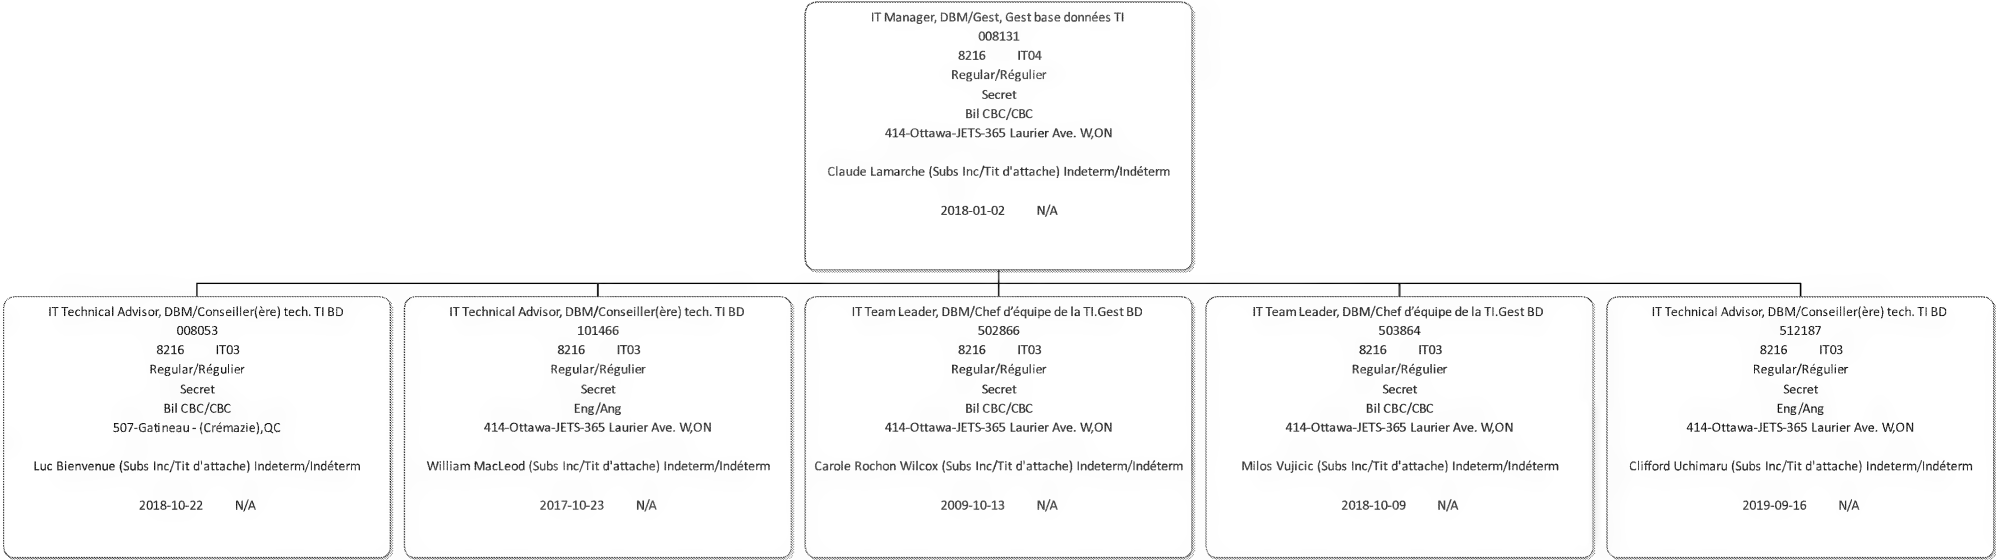 IT Manager, DBM/Gest, Gest base données TI
008131
8216 IT04
Regular/Régulier
Secret
Bil CBC/CBC
414-Ottawa-JETS-365 Laurier Ave. W,ON
Claude Lamarche (Subs Inc/Tit d'attache) Indeterm/Indéterm
2018-01-02 N/A
IT Technical Advisor, DBM/Conseiller(ère) tech. TI BD
008053
8216 IT03
Regular/Régulier
Secret
Bil CBC/CBC
507-Gatineau - (Crémazie),QC
Luc Bienvenue (Subs Inc/Tit d'attache) Indeterm/Indéterm
2018-10-22 N/A
IT Technical Advisor, DBM/Conseiller(ère) tech. TI BD
101466
8216 IT03
Regular/Régulier
Secret
Eng/Ang
414-Ottawa-JETS-365 Laurier Ave. W,ON
William MacLeod (Subs Inc/Tit d'attache) Indeterm/Indéterm
2017-10-23 N/A
IT Team Leader, DBM/Chef d’équipe de la TI.Gest BD
502866
8216 IT03
Regular/Régulier
Secret
Bil CBC/CBC
414-Ottawa-JETS-365 Laurier Ave. W,ON
Carole Rochon Wilcox (Subs Inc/Tit d'attache) Indeterm/Indéterm
2009-10-13 N/A
IT Team Leader, DBM/Chef d’équipe de la TI.Gest BD
503864
8216 IT03
Regular/Régulier
Secret
Bil CBC/CBC
414-Ottawa-JETS-365 Laurier Ave. W,ON
Milos Vujicic (Subs Inc/Tit d'attache) Indeterm/Indéterm
2018-10-09 N/A
IT Technical Advisor, DBM/Conseiller(ère) tech. TI BD
512187
8216 IT03
Regular/Régulier
Secret
Eng/Ang
414-Ottawa-JETS-365 Laurier Ave. W,ON
Clifford Uchimaru (Subs Inc/Tit d'attache) Indeterm/Indéterm
2019-09-16 N/A